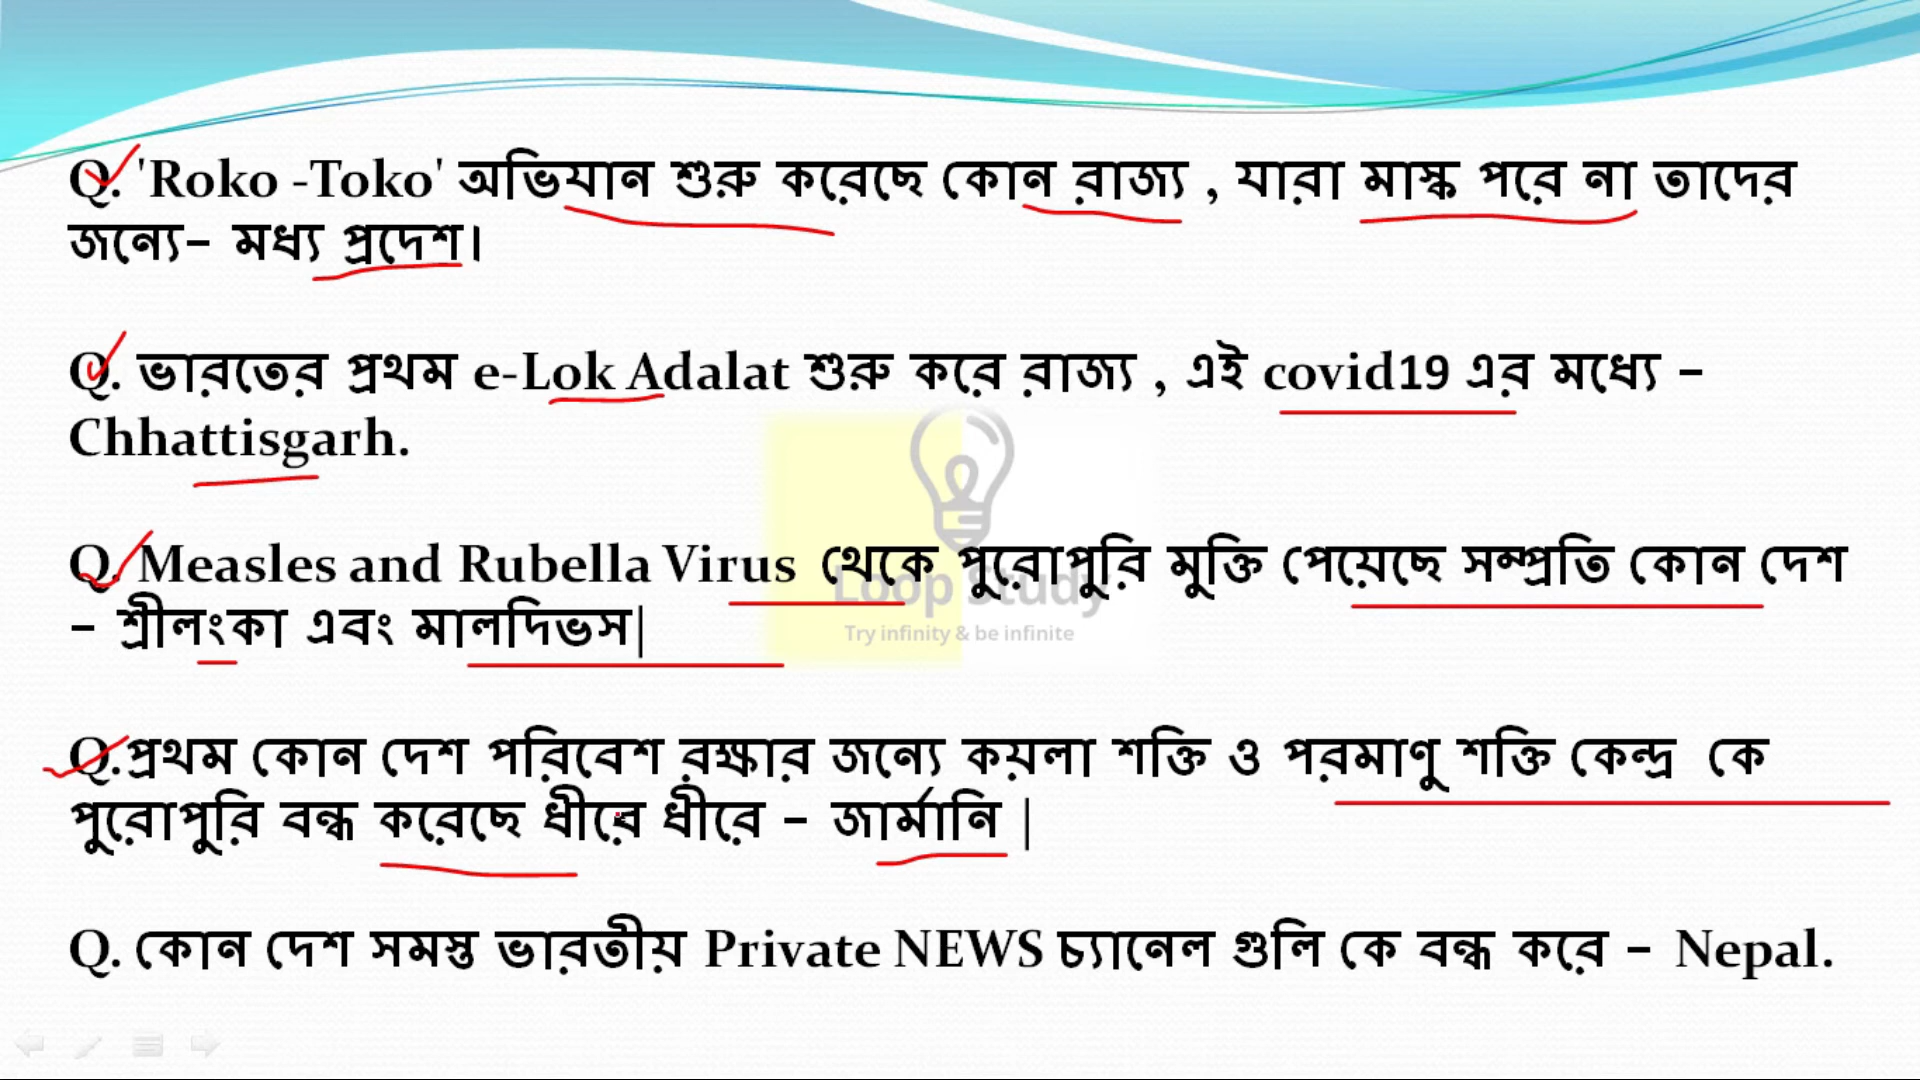 Q. 'Roko -Toko' অভিযান শুরু করেছে কোন রাজ্য , যারা মাস্ক পরে না তাদের
জন্যে– মধ্য প্রদেশ।
Q. ভারতের প্রথম e-Lok Adalat শুরু করে রাজ্য , এই covid19 এর মধ্যে –
Chhattisgarh.
Q. Measles and Rubella Virus থেকে পুরোপুরি মুক্তি পেয়েছে সম্প্রতি কোন দেশ
– শ্রীলংকা এবং মালদিভস|
Loop Study
Try infinity & be infinite
Q.প্রথম কোন দেশ পরিবেশ রক্ষার জন্যে কয়লা শক্তি ও পরমাণু শক্তি কেন্দ্র কে
পুরোপুরি বন্ধ করেছে ধীরে ধীরে – জার্মানি |
Q. কোন দেশ সমস্ত ভারতীয় Private NEWS চ্যানেল গুলি কে বন্ধ করে – Nepal.